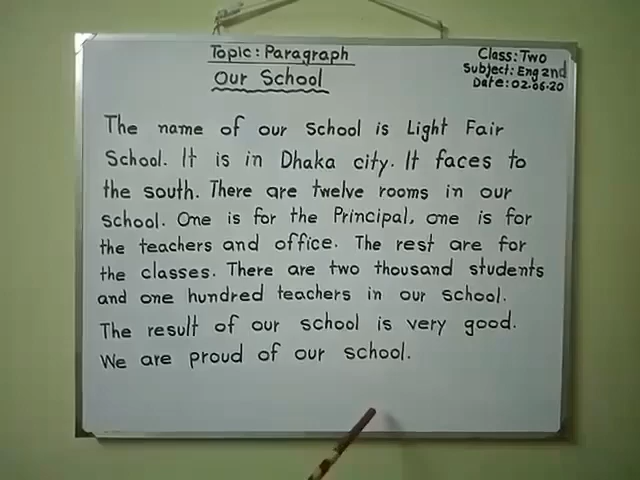 Topic: Paragraph
Our School
Class: Two
Subject: Eng 2nd
Date: 02.06.20
The name of our school is Light Fair
School. It is in Dhaka city. It faces to
the south. There are twelve rooms in our
school. One is for the Principal, one is for
the teachers and office. The rest are for
the classes. There are two thousand students
and one hundred teachers in our school.
The result of our school is very good.
We are proud of our school.